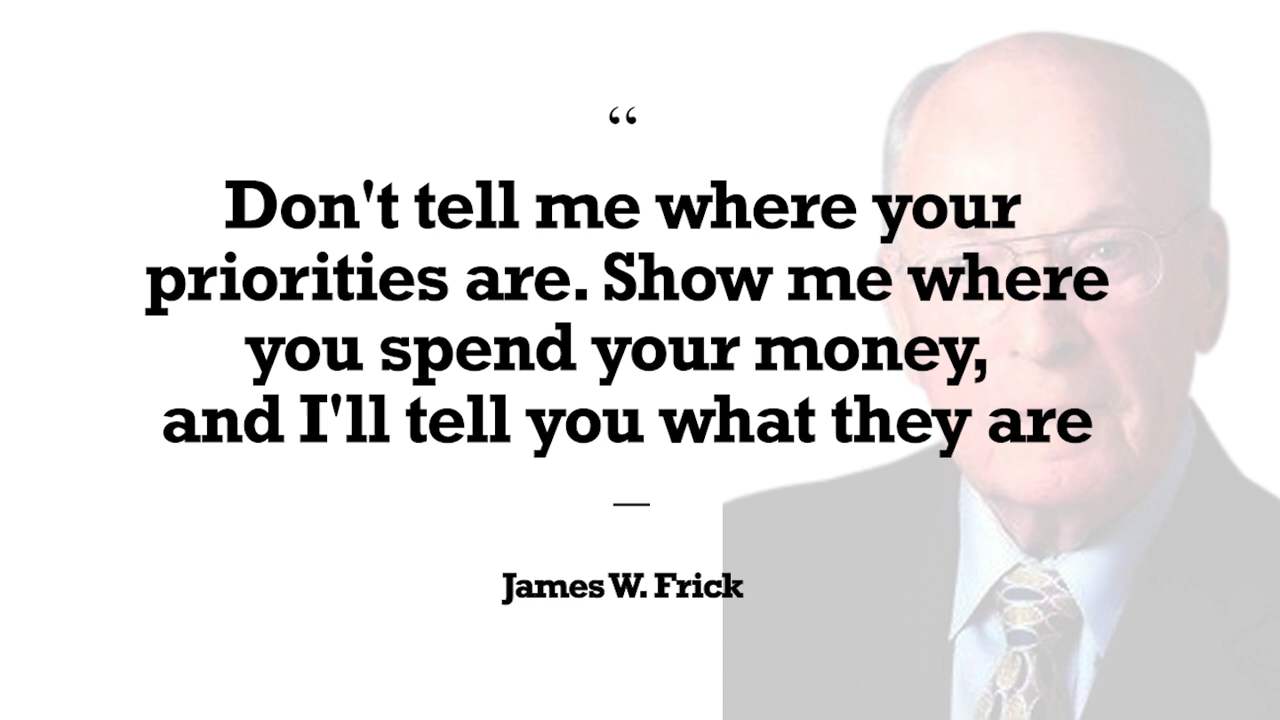 “
Don't tell me where your
priorities are. Show me where
you spend your money,
and I'll tell you what they are
—
James W. Frick